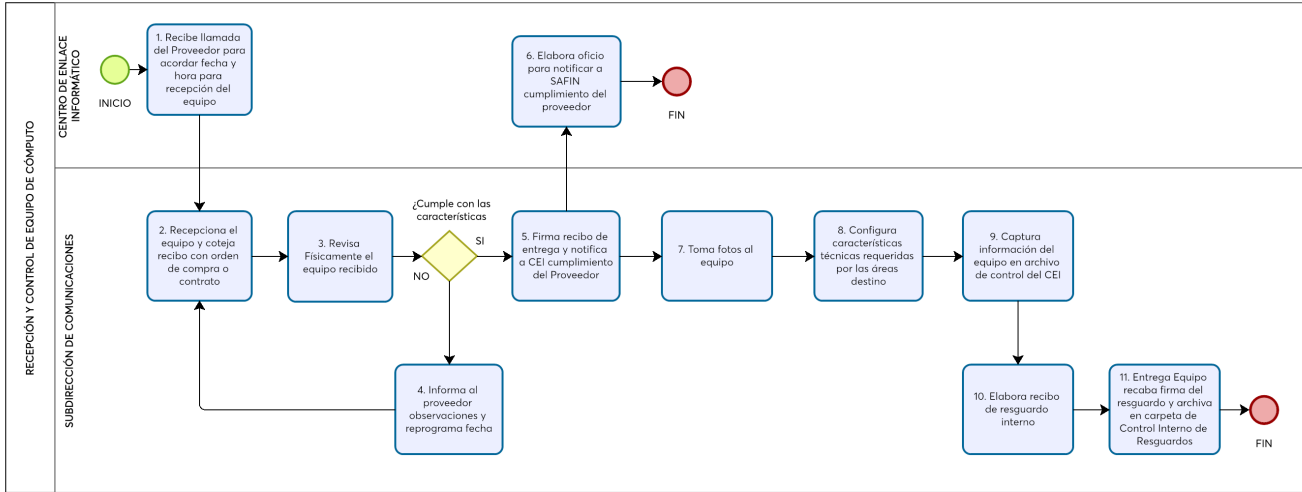 RECEPCIÓN Y CONTROL DE EQUIPO DE CÓMPUTO
CENTRO DE ENLACE
INFORMÁTICO
INICIO
1. Recibe llamada
del Proveedor para
acordar fecha y
hora para
recepción del
equipo
6. Elabora oficio
para notificar a
SAFIN
cumplimiento del
proveedor
FIN
SUBDIRECCIÓN DE COMUNICACIONES
2. Recepciona el
equipo y coteja
recibo con orden
de compra o
contrato
3. Revisa
Físicamente el
equipo recibido
¿Cumple con las
características
SI
NO
4. Informa al
proveedor
observaciones y
reprograma fecha
5. Firma recibo de
entrega y notifica
a CEI cumplimiento
del Proveedor
7. Toma fotos al
equipo
8. Configura
características
técnicas requeridas
por las áreas
destino
9. Captura
información del
equipo en archivo
de control del CEI
10. Elabora recibo
de resguardo
interno
11. Entrega Equipo
recaba firma del
resguardo y archiva
en carpeta de
Control Interno de
Resguardos
FIN